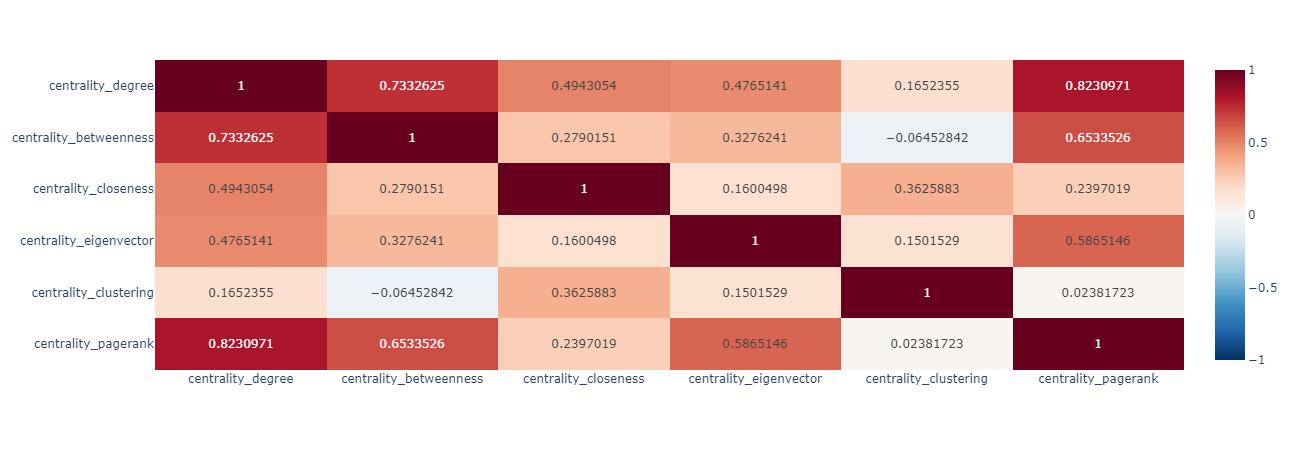 centrality_degree 1 0.7332625 0.4943054 0.4765141 0.1652355 0.8230971
centrality_betweenness 0.7332625 1 0.2790151 0.3276241 −0.06452842 0.6533526
centrality_closeness 0.4943054 0.2790151 1 0.1600498 0.3625883 0.2397019
centrality_eigenvector 0.4765141 0.3276241 0.1600498 1 0.1501529 0.5865146
centrality_clustering 0.1652355 −0.06452842 0.3625883 0.1501529 1 0.02381723
centrality_pagerank 0.8230971 0.6533526 0.2397019 0.5865146 0.02381723 1
centrality_degree centrality_betweenness centrality_closeness centrality_eigenvector centrality_clustering centrality_pagerank
1
0.5
0
−0.5
−1